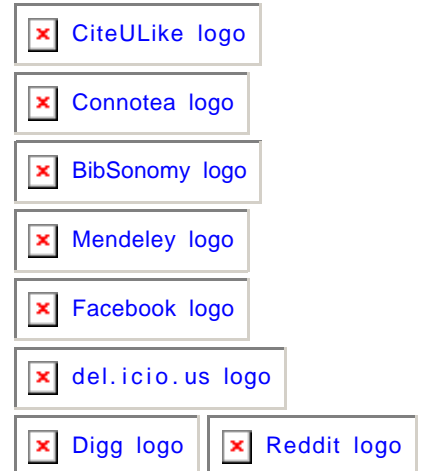 CiteULike logo
Connotea logo
BibSonomy logo
Mendeley logo
Facebook logo
del.icio.us logo
Digg logo Reddit logo